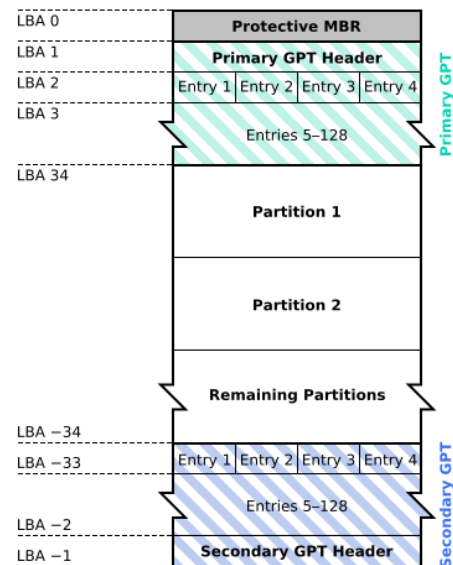 LBA 0
Protective MBR
LBA 1
Primary GPT Header
LBA 2
Entry 1 Entry 2 Entry 3 Entry 4
LBA 3
Entries 5–128
Primary GPT
LBA 34
Partition 1
Partition 2
Remaining Partitions
LBA −34
LBA −33
Entry 1 Entry 2 Entry 3 Entry 4
Entries 5–128
LBA −2
LBA −1
Secondary GPT Header
Secondary GPT